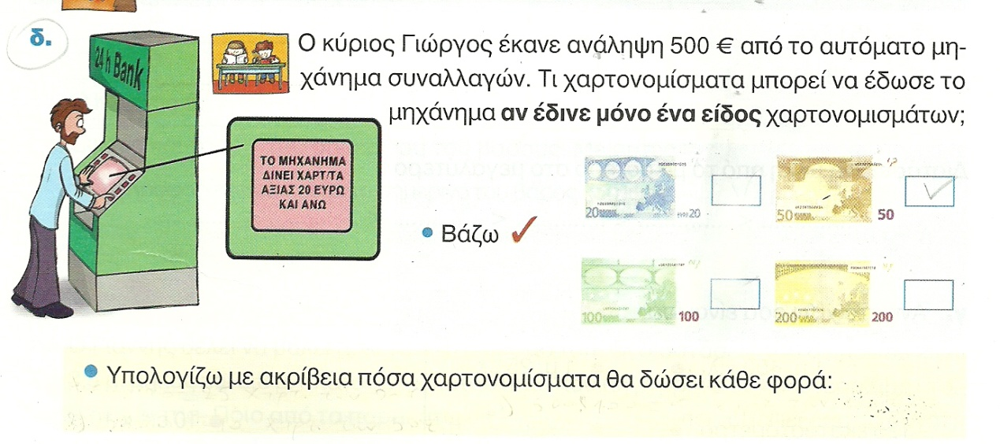 δ.
24 h Bank
Ο κύριος Γιώργος έκανε ανάληψη 500 € από το αυτόματο μη-
χάνημα συναλλαγών. Τι χαρτονομίσματα μπορεί να έδωσε το
μηχάνημα αν έδινε μόνο ένα είδος χαρτονομισμάτων;
ΤΟ ΜΗΧΑΝΗΜΑ
ΔΙΝΕΙ ΧΑΡΤ/ΤΑ
ΑΞΙΑΣ 20 ΕΥΡΩ
ΚΑΙ ΑΝΩ
20 20
50 50
• Βάζω ✓
100 100
200 200
• Υπολογίζω με ακρίβεια πόσα χαρτονομίσματα θα δώσει κάθε φορά: